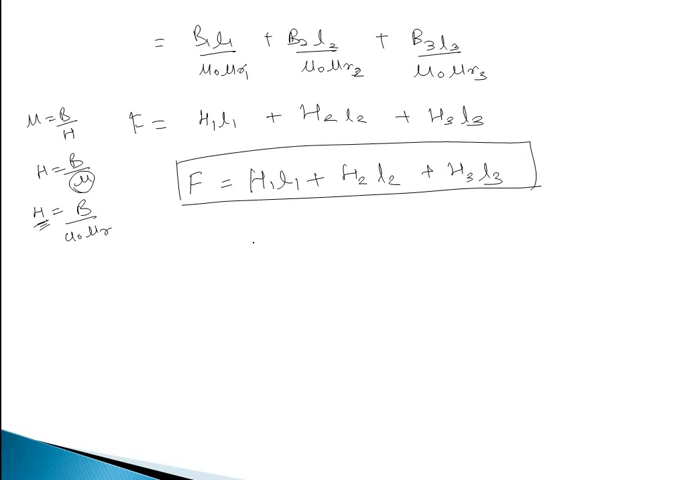 = B₁l₁/μ₀μr₁ + B₂l₂/μ₀μr₂ + B₃l₃/μ₀μr₃
μ = B/H
F = H₁l₁ + H₂l₂ + H₃l₃
H = B/μ
F = H₁l₁ + H₂l₂ + H₃l₃
H = B/μ₀μr